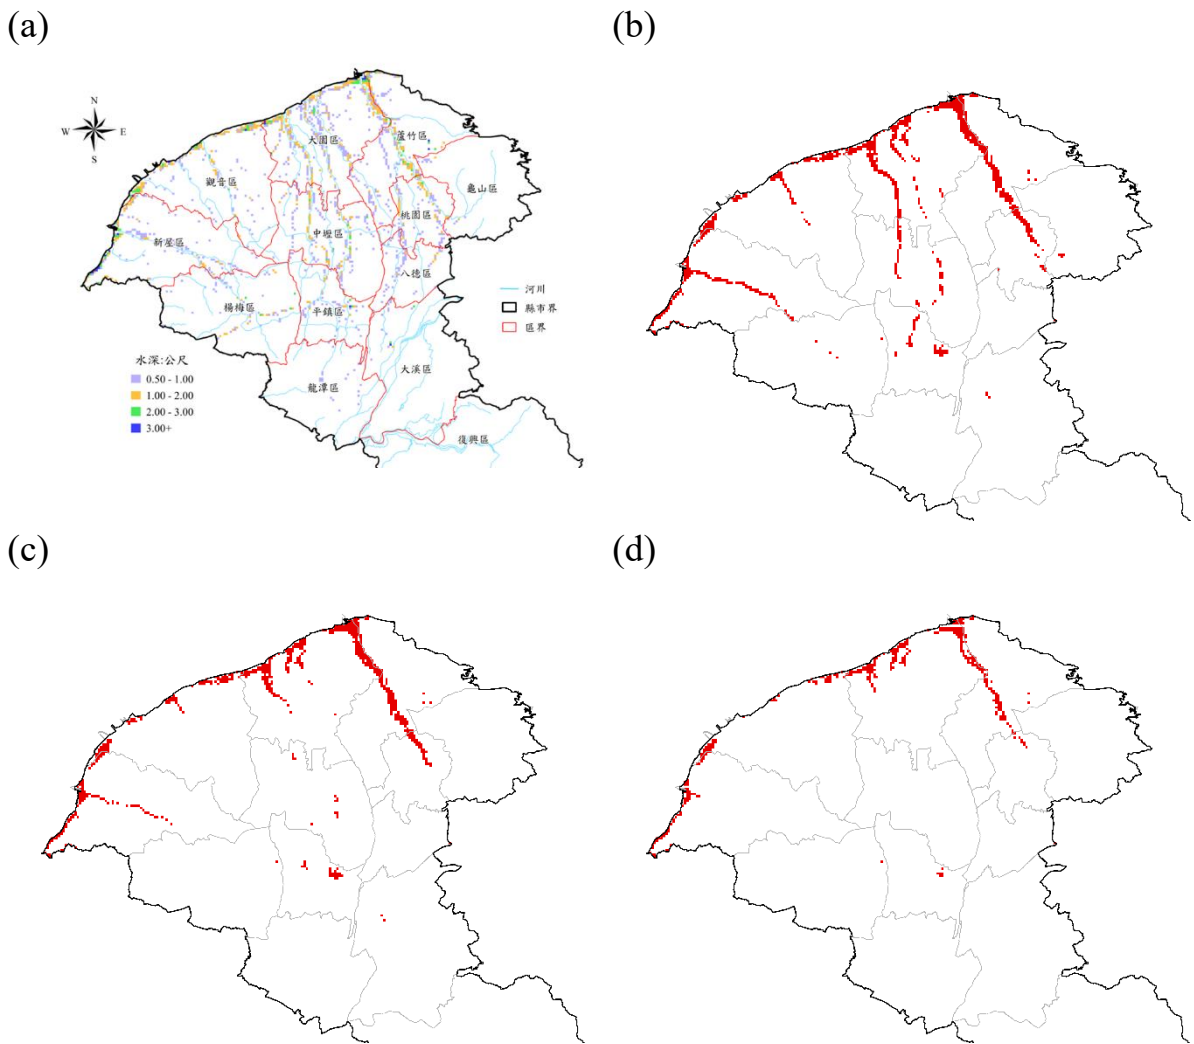 (a)
(b)
N
W E
S
大園區
蘆竹區
觀音區
龜山區
桃園區
中壢區
新屋區
八德區
楊梅區
平鎮區
河川
縣市界
區界
水深:公尺
0.50 - 1.00
1.00 - 2.00
2.00 - 3.00
3.00+
大溪區
龍潭區
復興區
(c)
(d)